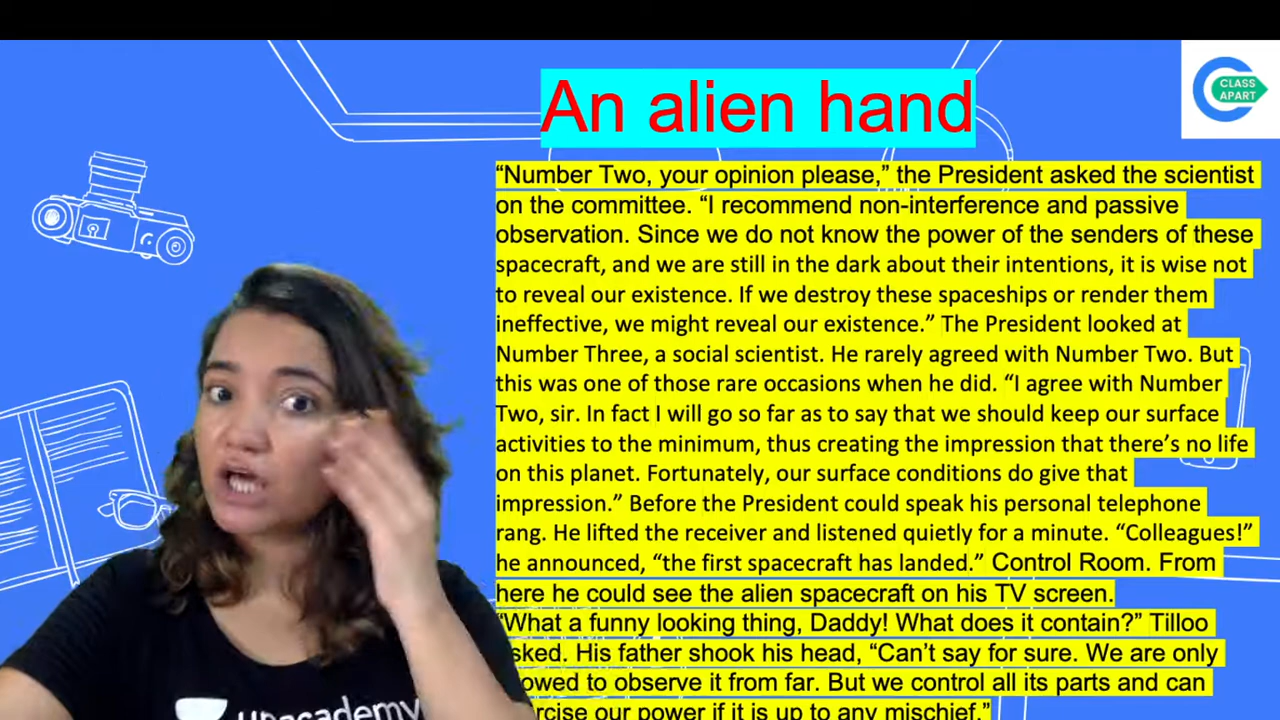 An alien hand
CLASS
APART
“Number Two, your opinion please,” the President asked the scientist
on the committee. “I recommend non-interference and passive
observation. Since we do not know the power of the senders of these
spacecraft, and we are still in the dark about their intentions, it is wise not
to reveal our existence. If we destroy these spaceships or render them
ineffective, we might reveal our existence.” The President looked at
Number Three, a social scientist. He rarely agreed with Number Two. But
this was one of those rare occasions when he did. “I agree with Number
Two, sir. In fact I will go so far as to say that we should keep our surface
activities to the minimum, thus creating the impression that there’s no life
on this planet. Fortunately, our surface conditions do give that
impression.” Before the President could speak his personal telephone
rang. He lifted the receiver and listened quietly for a minute. “Colleagues!”
he announced, “the first spacecraft has landed.” Control Room. From
here he could see the alien spacecraft on his TV screen.
“What a funny looking thing, Daddy! What does it contain?” Tilloo
sked. His father shook his head, “Can’t say for sure. We are only
owed to observe it from far. But we control all its parts and can
rcise our power if it is up to any mischief.”
unacademy